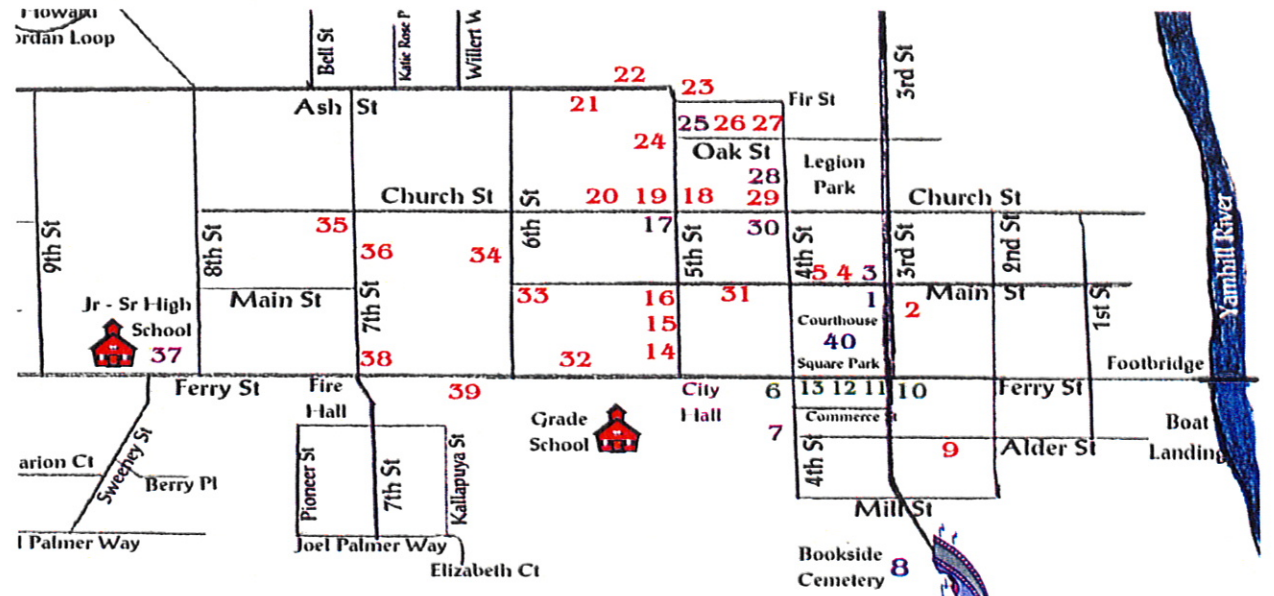 Howard
ordan Loop
Bell St
Katie Rose P
Willert W
3rd St
22
23
Ash St
21
Fir St
25 26 27
24
Oak St
Legion
Park
28
Church St
20 19 18 29
Church St
9th St
8th St
35
6th St
17
30
5th St
4th St
3rd St
2nd St
Yamhill River
36
34
5 4 3
Main St
7th St
33
16
31
1
2
Main St
1st S
Jr - Sr High
School
37
15
Courthouse
40
Square Park
38
32
14
Footbridge
Ferry St
Fire
Hall
39
City
Hall
6 13 12 11 10
Ferry St
Grade
School
7
Commerce St
Boat
Landing
4th St
9
Alder St
arion Ct
Sweeney St
Berry Pl
Pioneer St
7th St
Kallapuya St
Mill St
l Palmer Way
Joel Palmer Way
Elizabeth Ct
Bookside
Cemetery
8